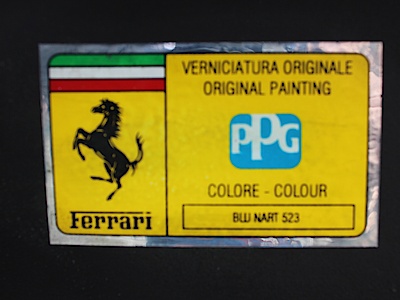 VERNICIATURA ORIGINALE
ORIGINAL PAINTING
PPG
COLORE - COLOUR
Ferrari
BLU NART 523